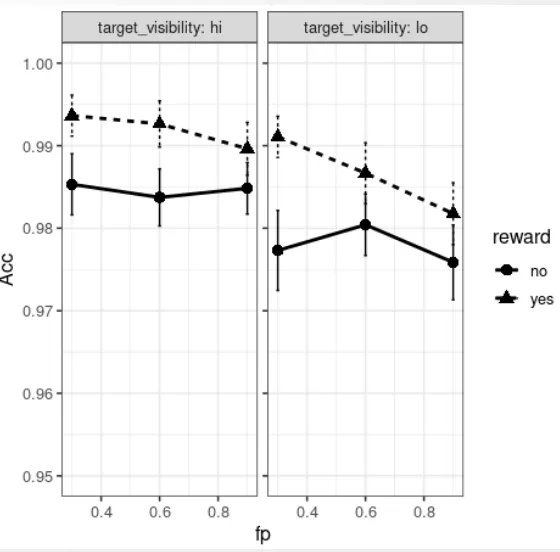 target_visibility: hi
target_visibility: lo
1.00
0.99
0.98
0.97
0.96
0.95
Acc
0.4 0.6 0.8
0.4 0.6 0.8
fp
reward
no
yes